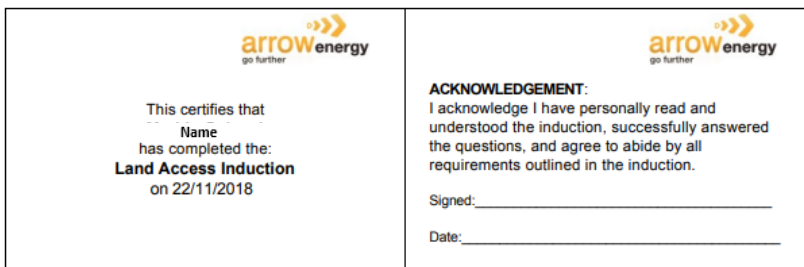 arrowenergy
go further
This certifies that
Name
has completed the:
Land Access Induction
on 22/11/2018
arrowenergy
go further
ACKNOWLEDGEMENT:
I acknowledge I have personally read and
understood the induction, successfully answered
the questions, and agree to abide by all
requirements outlined in the induction.
Signed:
Date: